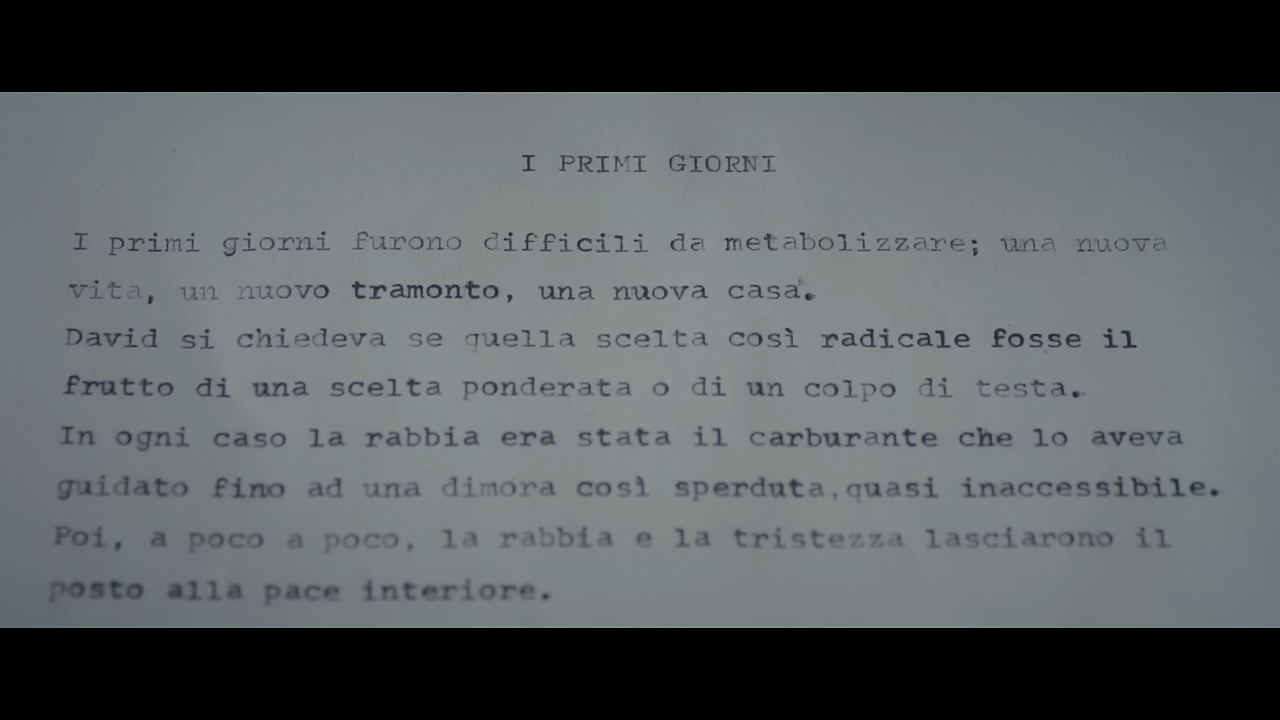 I PRIMI GIORNI
I primi giorni furono difficili da metabolizzare; una nuova
vita, un nuovo tramonto, una nuova casa.
David si chiedeva se quella scelta così radicale fosse il
frutto di una scelta ponderata o di un colpo di testa.
In ogni caso la rabbia era stata il carburante che lo aveva
guidato fino ad una dimora così sperduta,quasi inaccessibile.
Poi, a poco a poco, la rabbia e la tristezza lasciarono il
posto alla pace interiore.